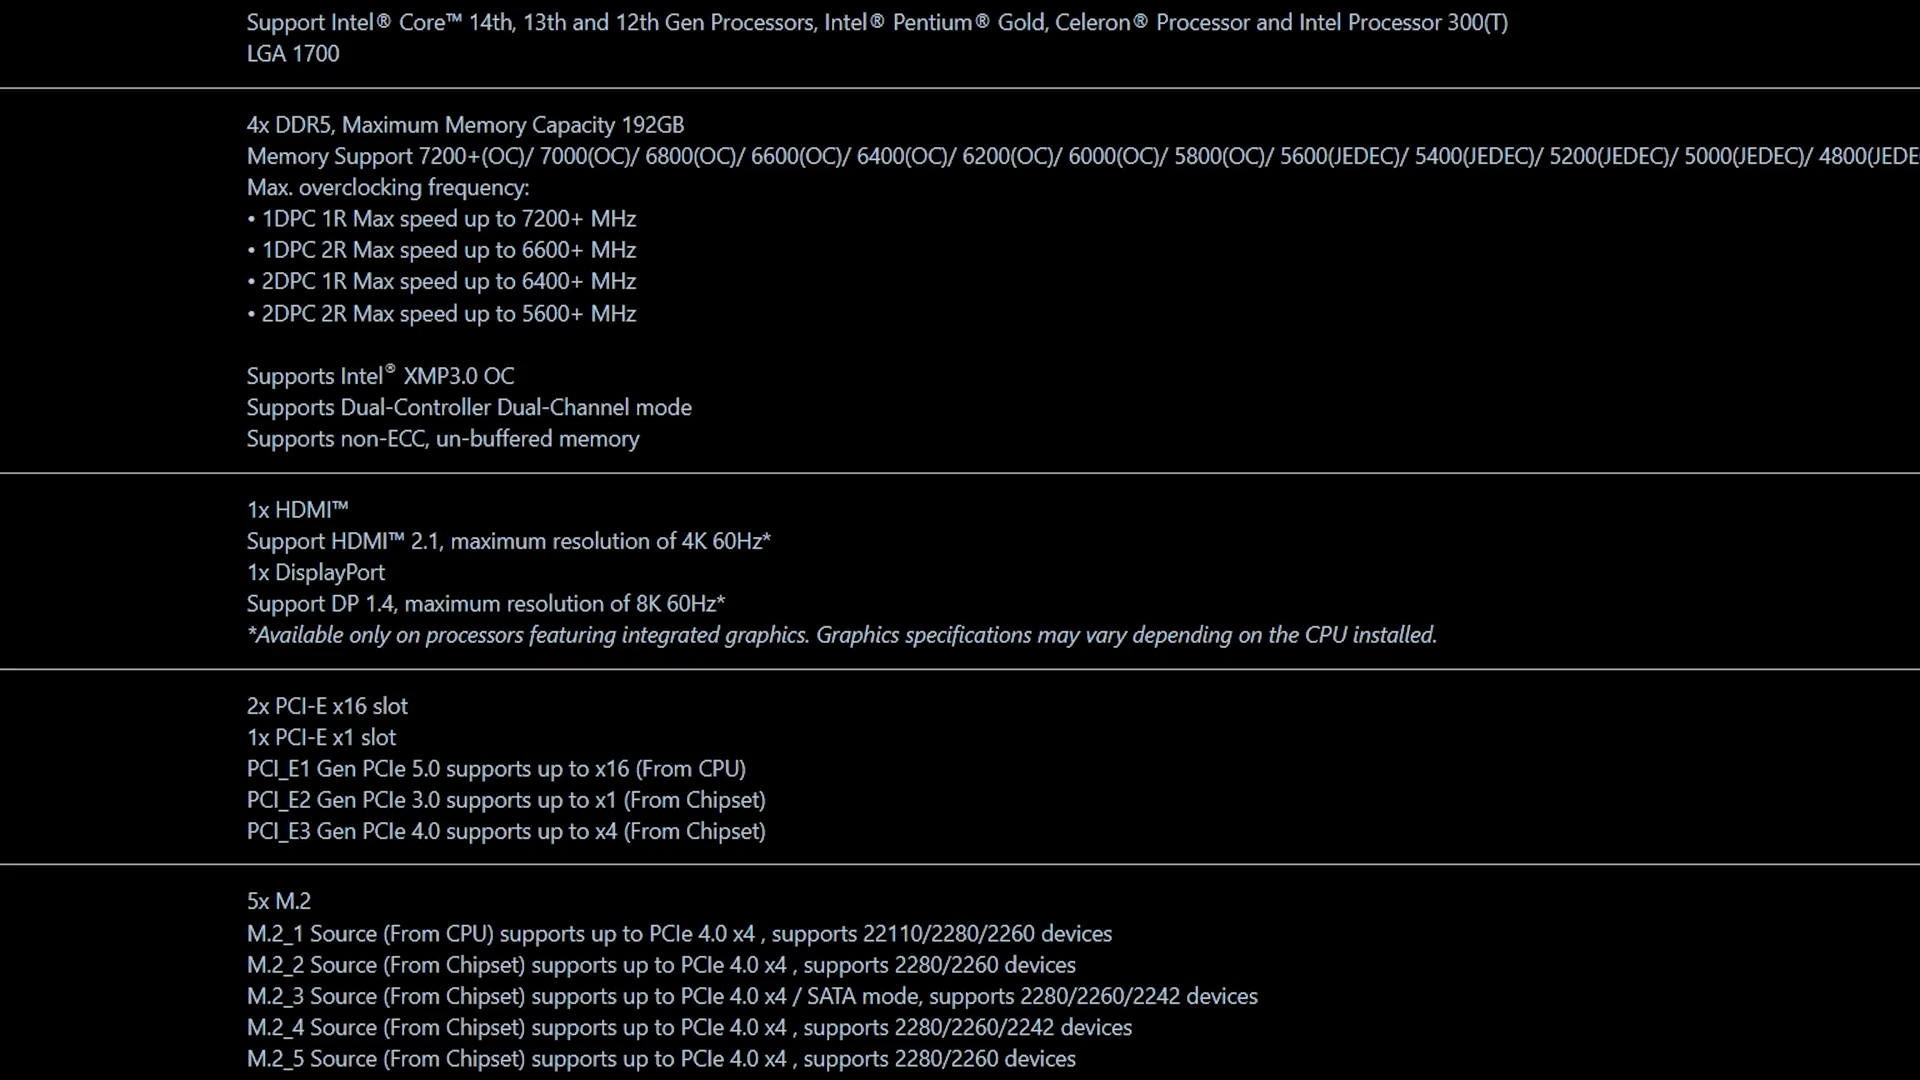 Support Intel® Core™ 14th, 13th and 12th Gen Processors, Intel® Pentium® Gold, Celeron® Processor and Intel Processor 300(T)
LGA 1700
4x DDR5, Maximum Memory Capacity 192GB
Memory Support 7200+(OC)/ 7000(OC)/ 6800(OC)/ 6600(OC)/ 6400(OC)/ 6200(OC)/ 6000(OC)/ 5800(OC)/ 5600(JEDEC)/ 5400(JEDEC)/ 5200(JEDEC)/ 5000(JEDEC)/ 4800(JEDE
Max. overclocking frequency:
• 1DPC 1R Max speed up to 7200+ MHz
• 1DPC 2R Max speed up to 6600+ MHz
• 2DPC 1R Max speed up to 6400+ MHz
• 2DPC 2R Max speed up to 5600+ MHz
Supports Intel® XMP3.0 OC
Supports Dual-Controller Dual-Channel mode
Supports non-ECC, un-buffered memory
1x HDMI™
Support HDMI™ 2.1, maximum resolution of 4K 60Hz*
1x DisplayPort
Support DP 1.4, maximum resolution of 8K 60Hz*
*Available only on processors featuring integrated graphics. Graphics specifications may vary depending on the CPU installed.
2x PCI-E x16 slot
1x PCI-E x1 slot
PCI_E1 Gen PCIe 5.0 supports up to x16 (From CPU)
PCI_E2 Gen PCIe 3.0 supports up to x1 (From Chipset)
PCI_E3 Gen PCIe 4.0 supports up to x4 (From Chipset)
5x M.2
M.2_1 Source (From CPU) supports up to PCIe 4.0 x4 , supports 22110/2280/2260 devices
M.2_2 Source (From Chipset) supports up to PCIe 4.0 x4 , supports 2280/2260 devices
M.2_3 Source (From Chipset) supports up to PCIe 4.0 x4 / SATA mode, supports 2280/2260/2242 devices
M.2_4 Source (From Chipset) supports up to PCIe 4.0 x4 , supports 2280/2260/2242 devices
M.2_5 Source (From Chipset) supports up to PCIe 4.0 x4 , supports 2280/2260 devices